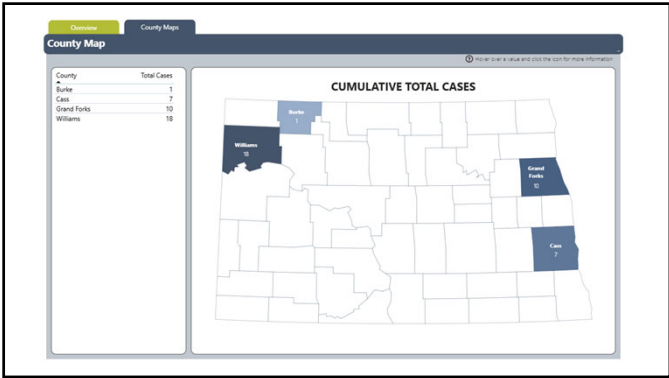 Overview County Maps
County Map
Hover over a value and click the icon for more information
County Total Cases
Burke 1
Cass 7
Grand Forks 10
Williams 18
CUMULATIVE TOTAL CASES
Burke
1
Williams
18
Grand
Forks
10
Cass
7